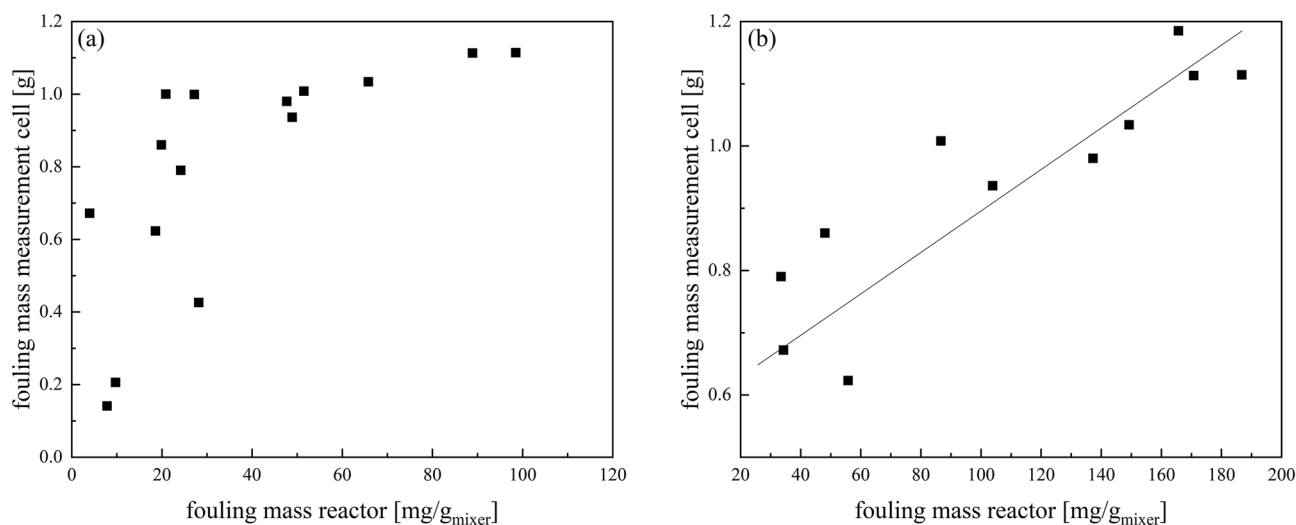 (a)
1.2
1.0
0.8
0.6
0.4
0.2
0.0
fouling mass measurement cell [g]
0 20 40 60 80 100 120
fouling mass reactor [mg/gmixer]
(b)
1.2
1.0
0.8
0.6
fouling mass measurement cell [g]
20 40 60 80 100 120 140 160 180 200
fouling mass reactor [mg/gmixer]